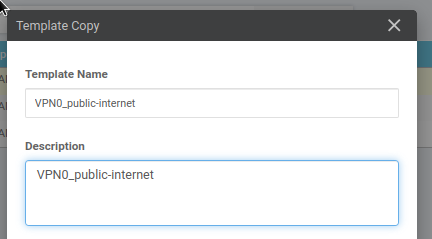 Template Copy
Template Name
VPN0_public-internet
Description
VPN0_public-internet